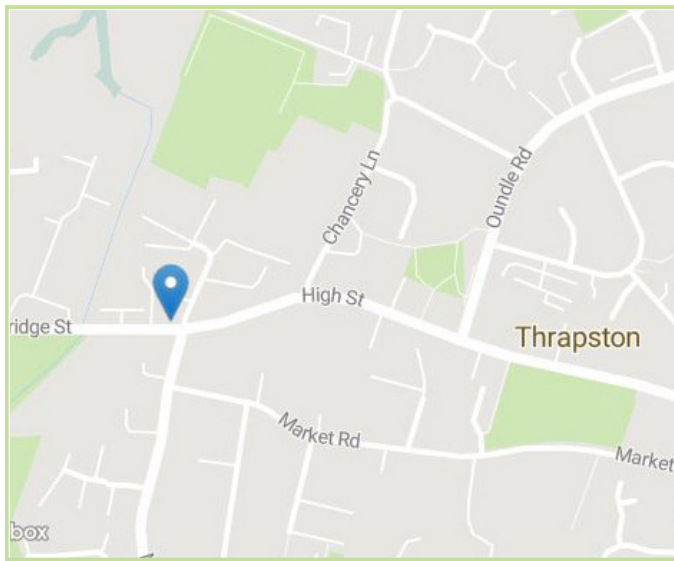 Chancery Ln
Oundle Rd
High St
ridge St
Thrapston
Market Rd
Market
box